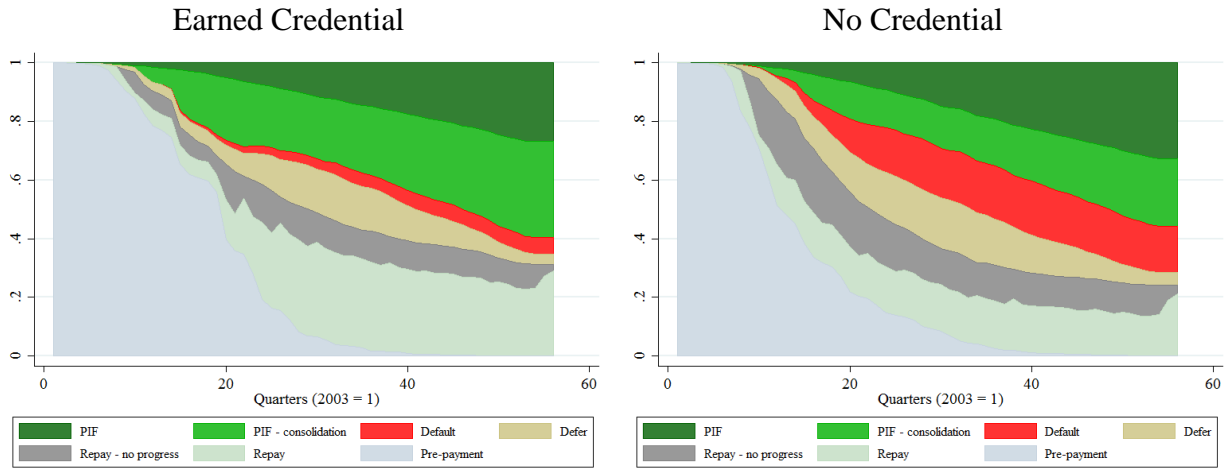 Earned Credential
1
.8
.6
.4
.2
0
0 20 40 60
Quarters (2003 = 1)
PIF PIF - consolidation Default Defer
Repay - no progress Repay Pre-payment
No Credential
1
.8
.6
.4
.2
0
0 20 40 60
Quarters (2003 = 1)
PIF PIF - consolidation Default Defer
Repay - no progress Repay Pre-payment